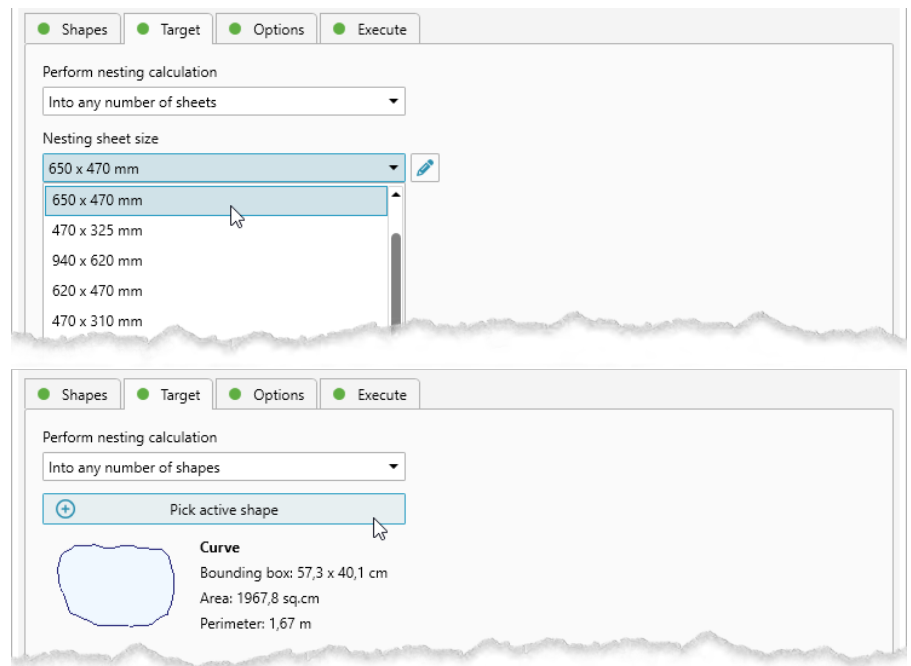 Shapes Target Options Execute
Perform nesting calculation
Into any number of sheets
Nesting sheet size
650 x 470 mm
650 x 470 mm
470 x 325 mm
940 x 620 mm
620 x 470 mm
470 x 310 mm
Shapes Target Options Execute
Perform nesting calculation
Into any number of shapes
Pick active shape
Curve
Bounding box: 57,3 x 40,1 cm
Area: 1967,8 sq.cm
Perimeter: 1,67 m